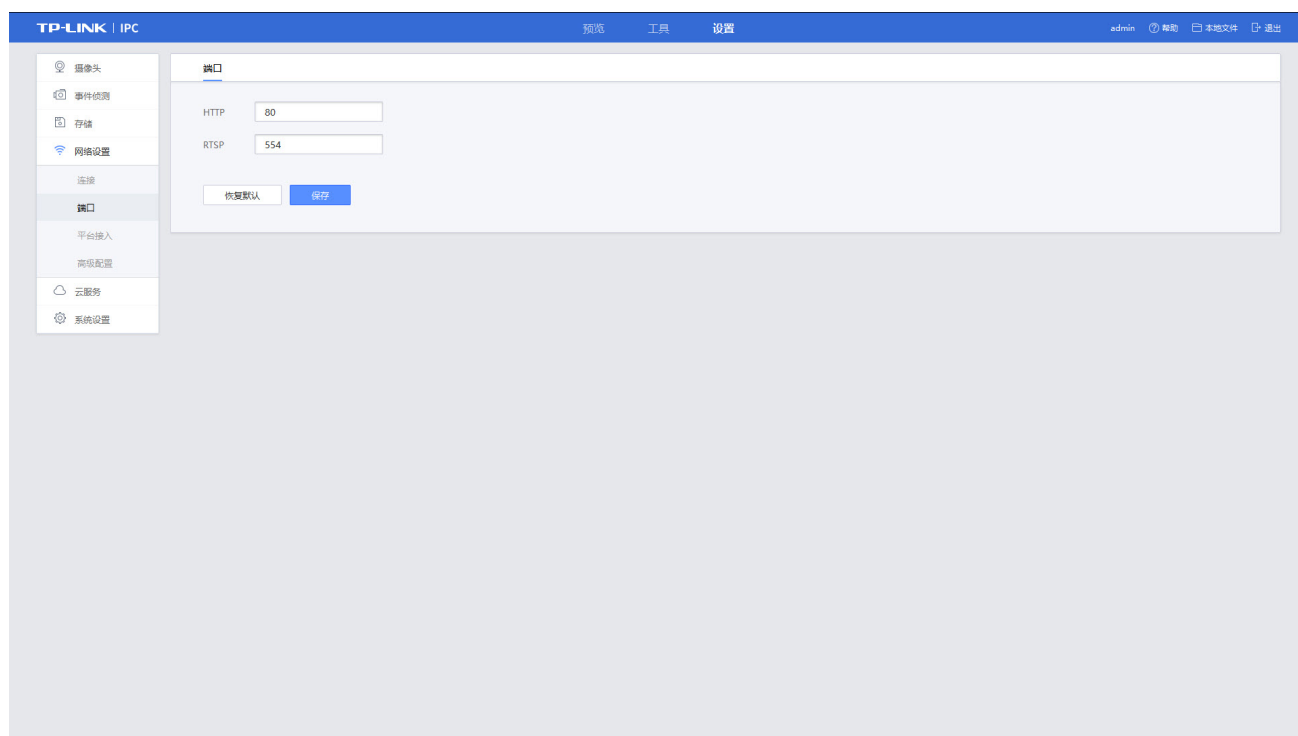 TP-LINK | IPC
预览 工具 设置
admin 帮助 本地文件 退出
摄像头
事件侦测
存储
网络设置
连接
端口
平台接入
高级配置
云服务
系统设置
端口
HTTP 80
RTSP 554
恢复默认 保存